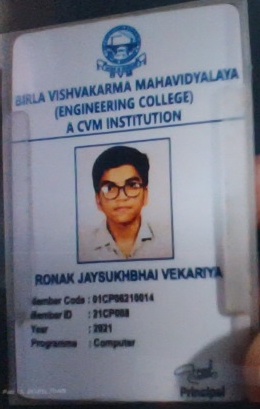 BIRLA VISHVAKARMA MAHAVIDYALAYA
(ENGINEERING COLLEGE)
A CVM INSTITUTION
RONAK JAYSUKHBHAI VEKARIYA
Member Code : 01CP06210014
Member ID : 21CP068
Year : 2021
Programme : Computer
Principal